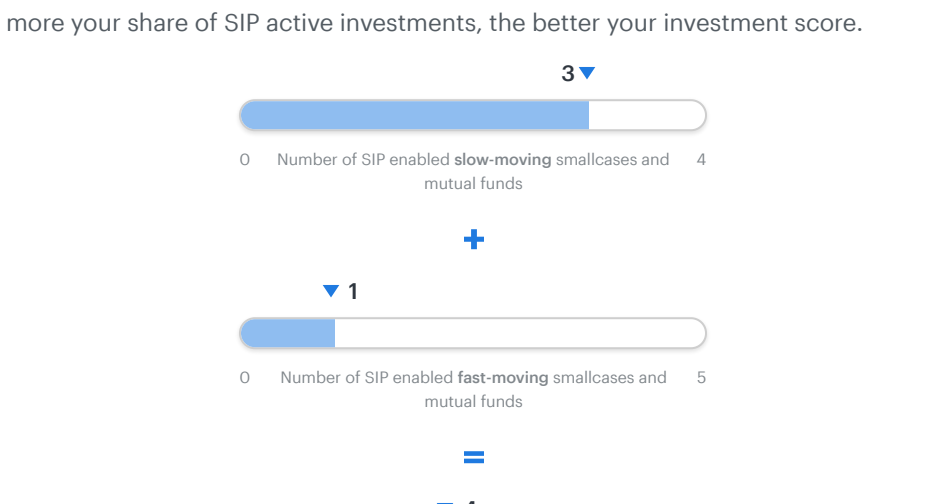 more your share of SIP active investments, the better your investment score.
3
0 Number of SIP enabled slow-moving smallcases and 4
mutual funds
+
1
0 Number of SIP enabled fast-moving smallcases and 5
mutual funds
=